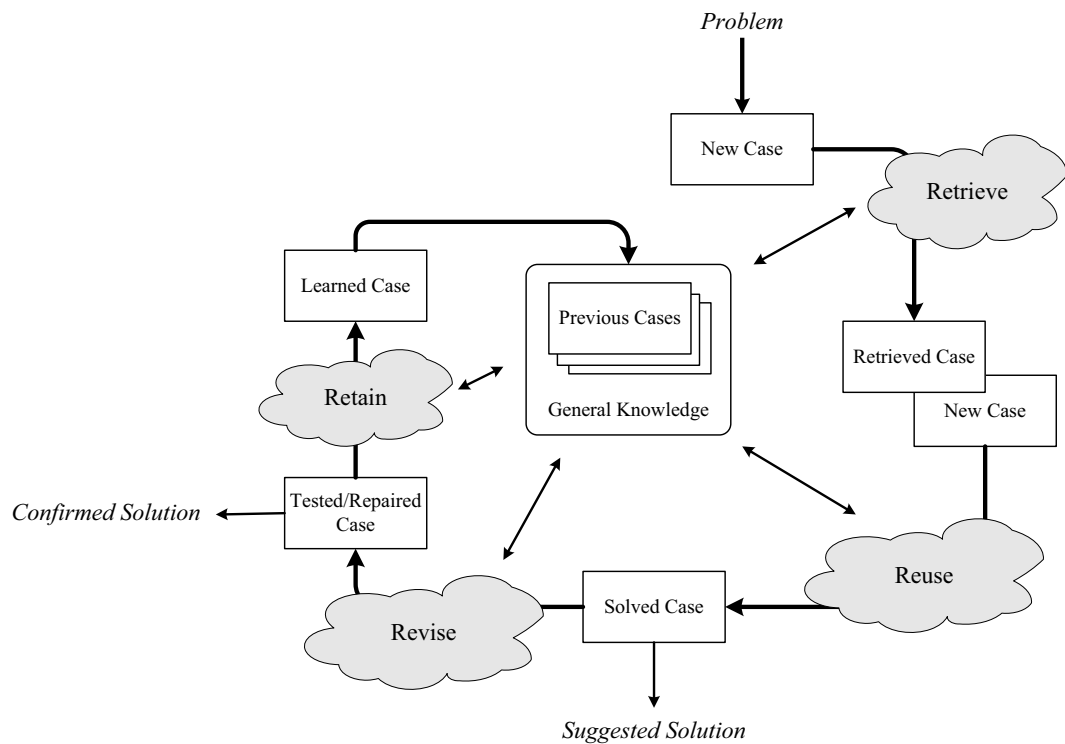 Problem
New Case
Retrieve
Learned Case
Previous Cases
Retrieved Case
Retain
General Knowledge
New Case
Tested/Repaired
Case
Confirmed Solution
Reuse
Solved Case
Revise
Suggested Solution